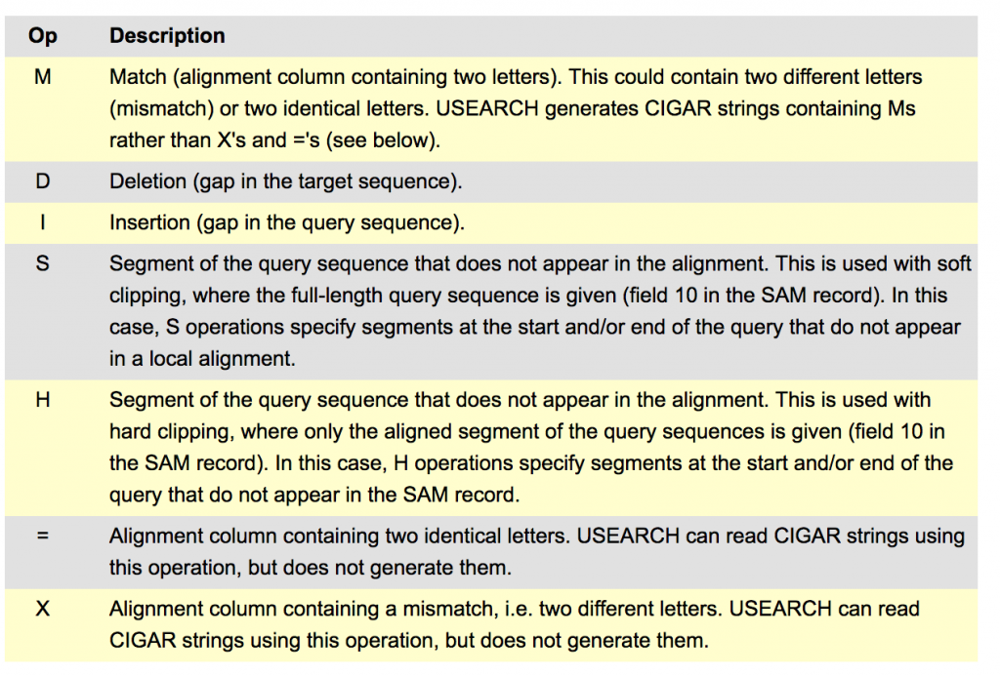 Op Description
M Match (alignment column containing two letters). This could contain two different letters
(mismatch) or two identical letters. USEARCH generates CIGAR strings containing Ms
rather than X's and ='s (see below).
D Deletion (gap in the target sequence).
I Insertion (gap in the query sequence).
S Segment of the query sequence that does not appear in the alignment. This is used with soft
clipping, where the full-length query sequence is given (field 10 in the SAM record). In this
case, S operations specify segments at the start and/or end of the query that do not appear
in a local alignment.
H Segment of the query sequence that does not appear in the alignment. This is used with
hard clipping, where only the aligned segment of the query sequences is given (field 10 in
the SAM record). In this case, H operations specify segments at the start and/or end of the
query that do not appear in the SAM record.
= Alignment column containing two identical letters. USEARCH can read CIGAR strings using
this operation, but does not generate them.
X Alignment column containing a mismatch, i.e. two different letters. USEARCH can read
CIGAR strings using this operation, but does not generate them.